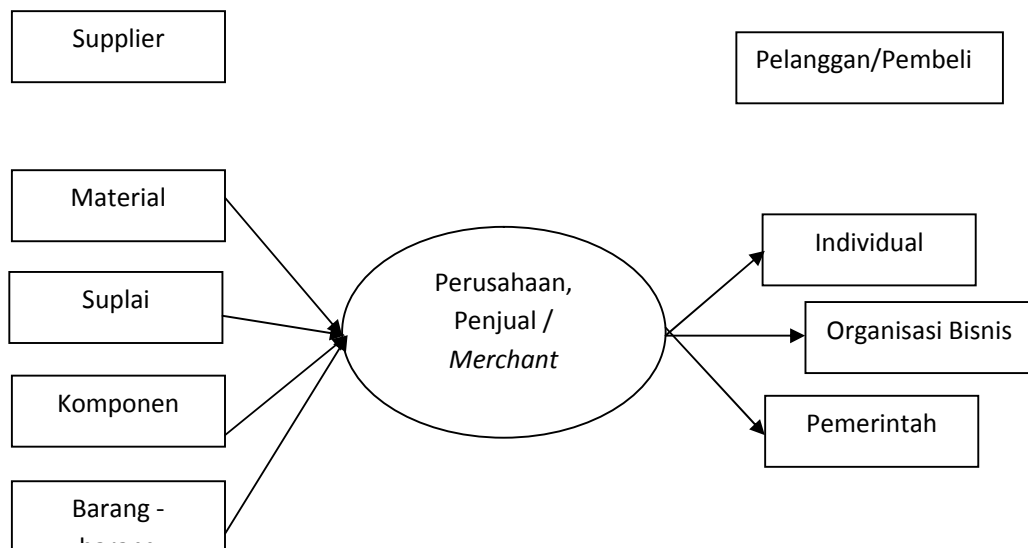 Supplier
Pelanggan/Pembeli
Material
Suplai
Komponen
Barang -
Perusahaan,
Penjual /
Merchant
Individual
Organisasi Bisnis
Pemerintah